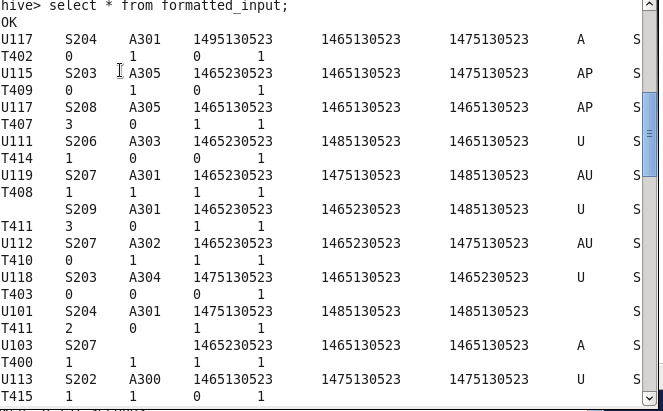 hive> select * from formatted_input;
OK
U117 S204 A301 1495130523 1465130523 1475130523 A S
T402 0 1 0 1
U115 S203 A305 1465230523 1465130523 1475130523 AP S
T409 0 1 0 1
U117 S208 A305 1465130523 1465130523 1465130523 AP S
T407 3 0 1 1
U111 S206 A303 1465230523 1485130523 1465130523 U S
T414 1 0 0 1
U119 S207 A301 1465230523 1475130523 1485130523 AU S
T408 1 1 1 1
S209 A301 1465230523 1465230523 1485130523 U S
T411 3 0 1 1
U112 S207 A302 1465230523 1465230523 1475130523 AU S
T410 0 1 1 1
U118 S203 A304 1475130523 1465130523 1465230523 U S
T403 0 0 0 1
U101 S204 A301 1475130523 1485130523 1485130523 S
T411 2 0 1 1
U103 S207 1465230523 1465130523 1465130523 A S
T400 1 1 1 1
U113 S202 A300 1465130523 1475130523 1475130523 U S
T415 1 1 0 1